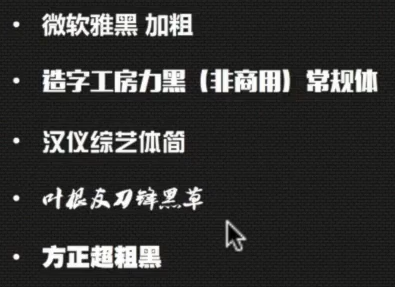 微软雅黑 加粗
造字工房力黑（非商用）常规体
汉仪综艺体简
叶根友刀锋黑草
方正超粗黑